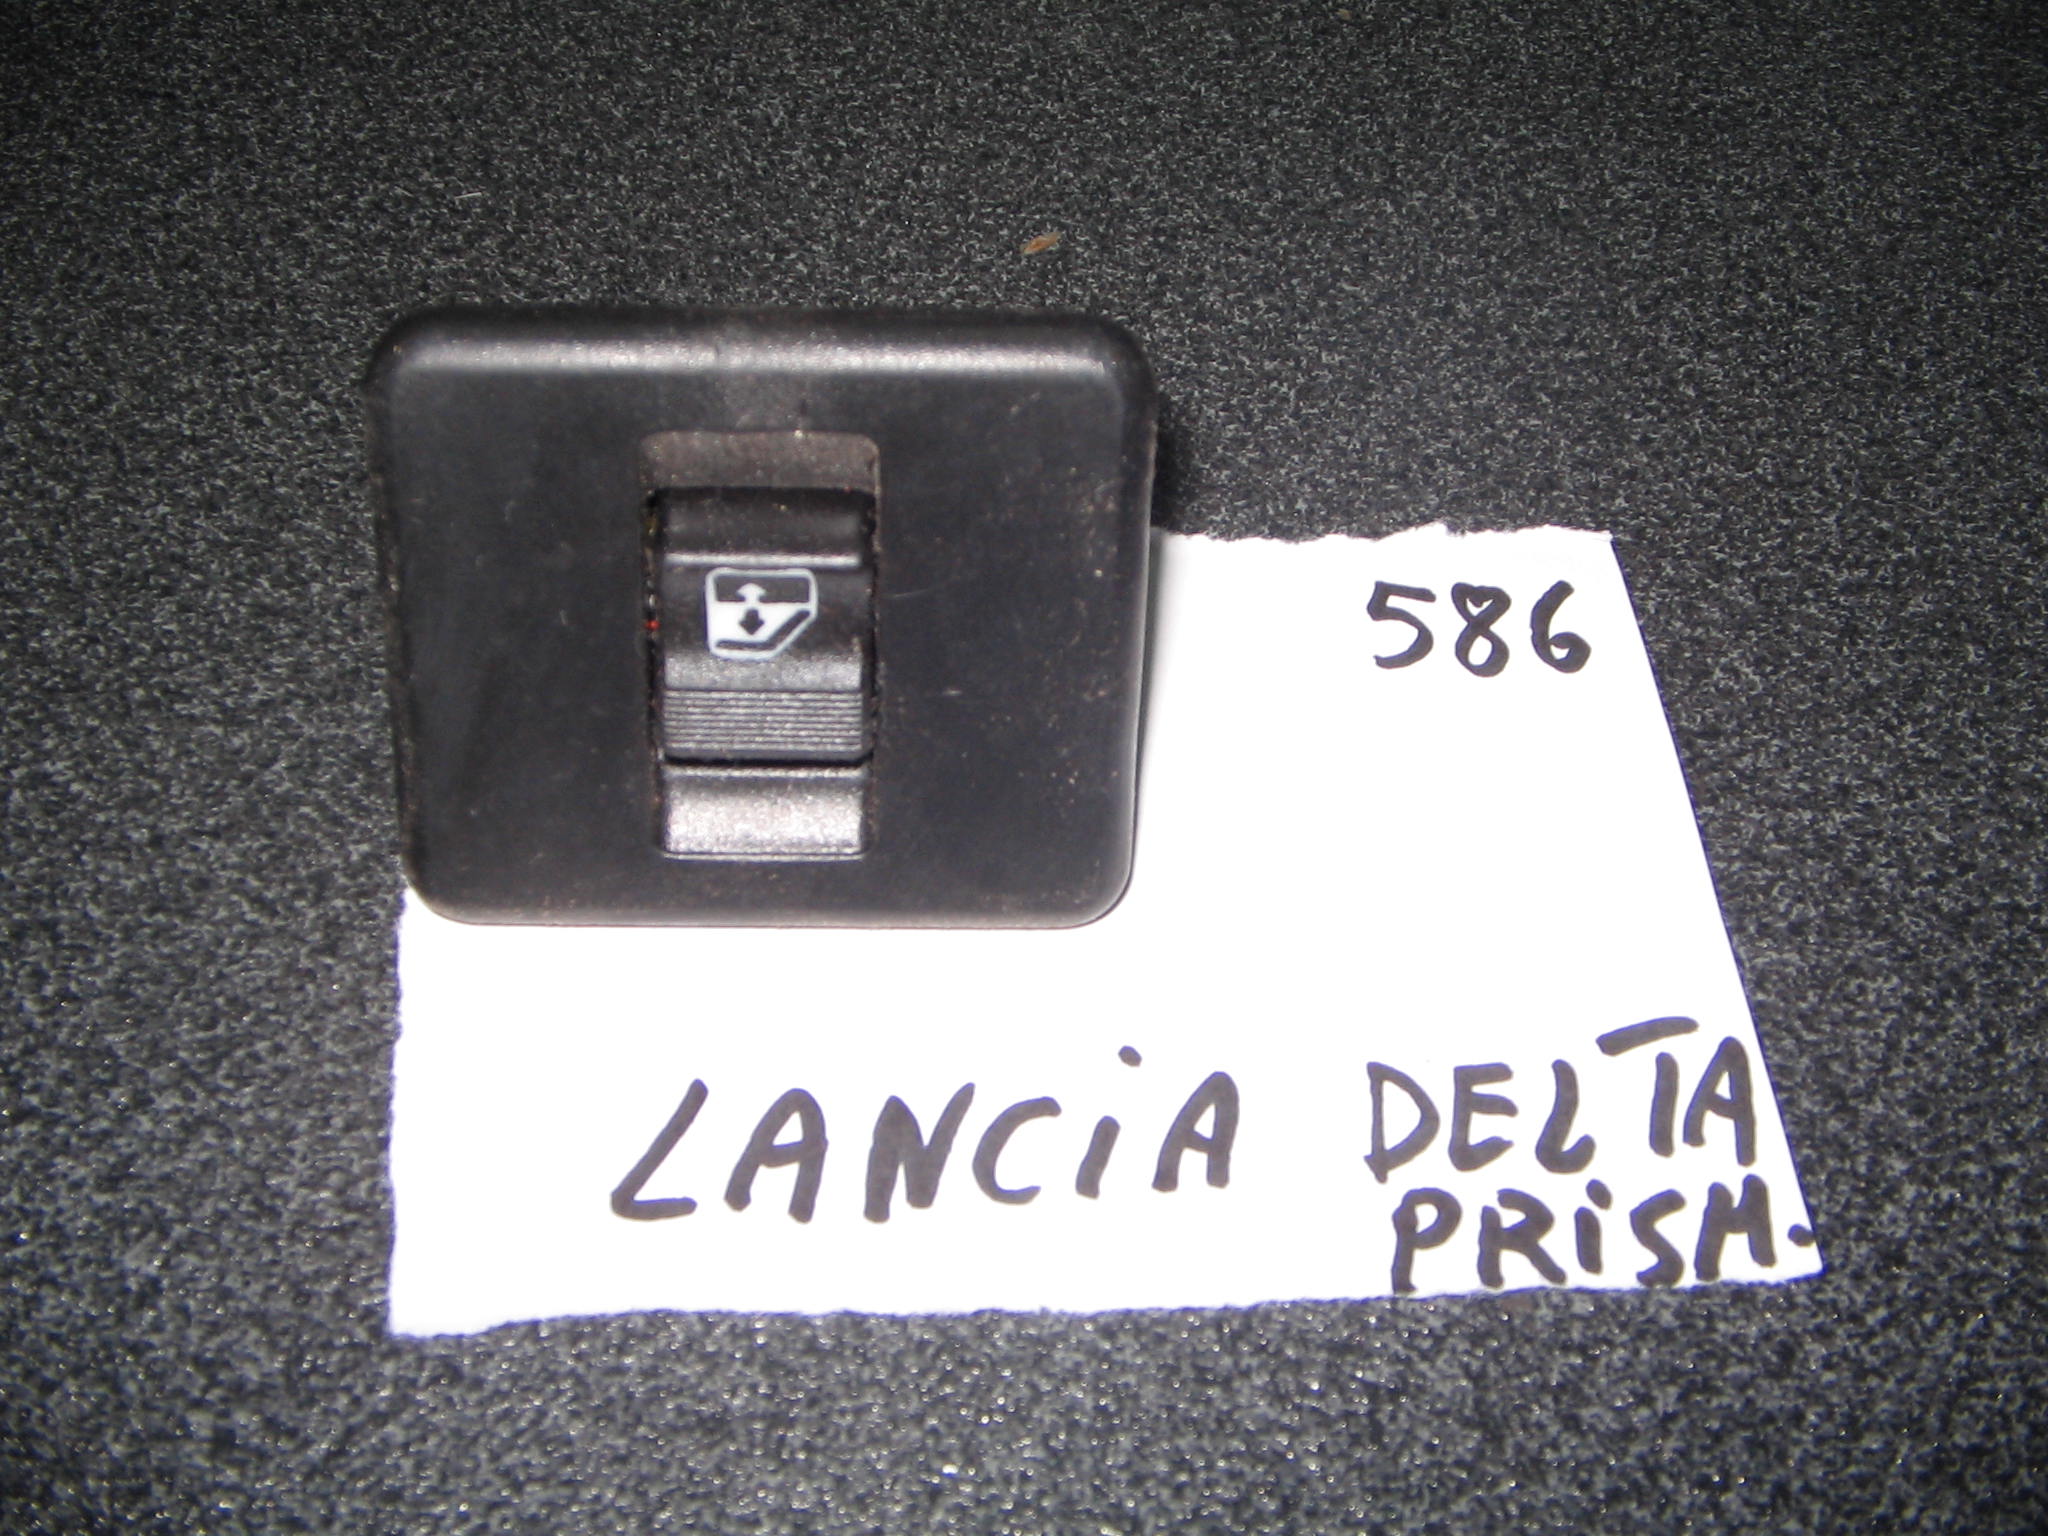 586
LANCiA DELTA
PRiSM.